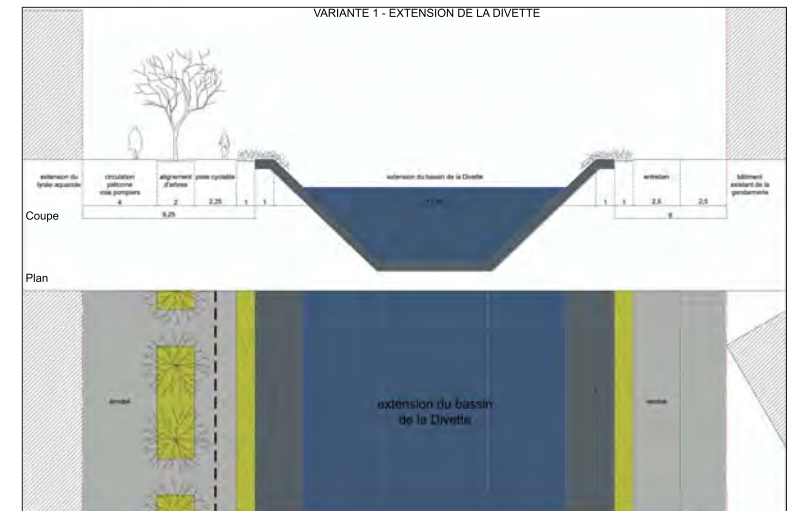 VARIANTE 1 - EXTENSION DE LA DIVETTE
extension du
lycée aquacole
circulation
piétonne
voie pompiers
alignement
d'arbres
piste cyclable
extension du bassin de la Divette
entretien
bâtiment
existant de la
gendarmerie
4
2
2,25
1
1
1
1
2,5
2,5
Coupe
9,25
6
Plan
enrobé
extension du bassin
de la Divette